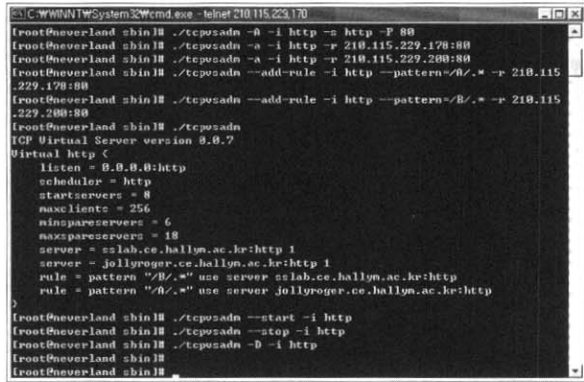 C:\WINNT\System32\cmd.exe - telnet 210.115.229.170
[root@neverland sbin]# ./tcpvsadm -A -i http -s http -P 80
[root@neverland sbin]# ./tcpvsadm -a -i http -r 210.115.229.178:80
[root@neverland sbin]# ./tcpvsadm -a -i http -r 210.115.229.200:80
[root@neverland sbin]# ./tcpvsadm --add-rule -i http --pattern=/A/.* -r 210.115
.229.178:80
[root@neverland sbin]# ./tcpvsadm --add-rule -i http --pattern=/B/.* -r 210.115
.229.200:80
[root@neverland sbin]# ./tcpvsadm
TCP Virtual Server version 0.0.7
Virtual http {
listen = 0.0.0.0:http
scheduler = http
startservers = 8
maxclients = 256
minspareservers = 6
maxspareservers = 18
server = sslab.ce.hallym.ac.kr:http 1
server = jollyroger.ce.hallym.ac.kr:http 1
rule = pattern "/B/.*" use server sslab.ce.hallym.ac.kr:http
rule = pattern "/A/.*" use server jollyroger.ce.hallym.ac.kr:http
}
[root@neverland sbin]# ./tcpvsadm --start -i http
[root@neverland sbin]# ./tcpvsadm --stop -i http
[root@neverland sbin]# ./tcpvsadm -D -i http
[root@neverland sbin]#
[root@neverland sbin]#